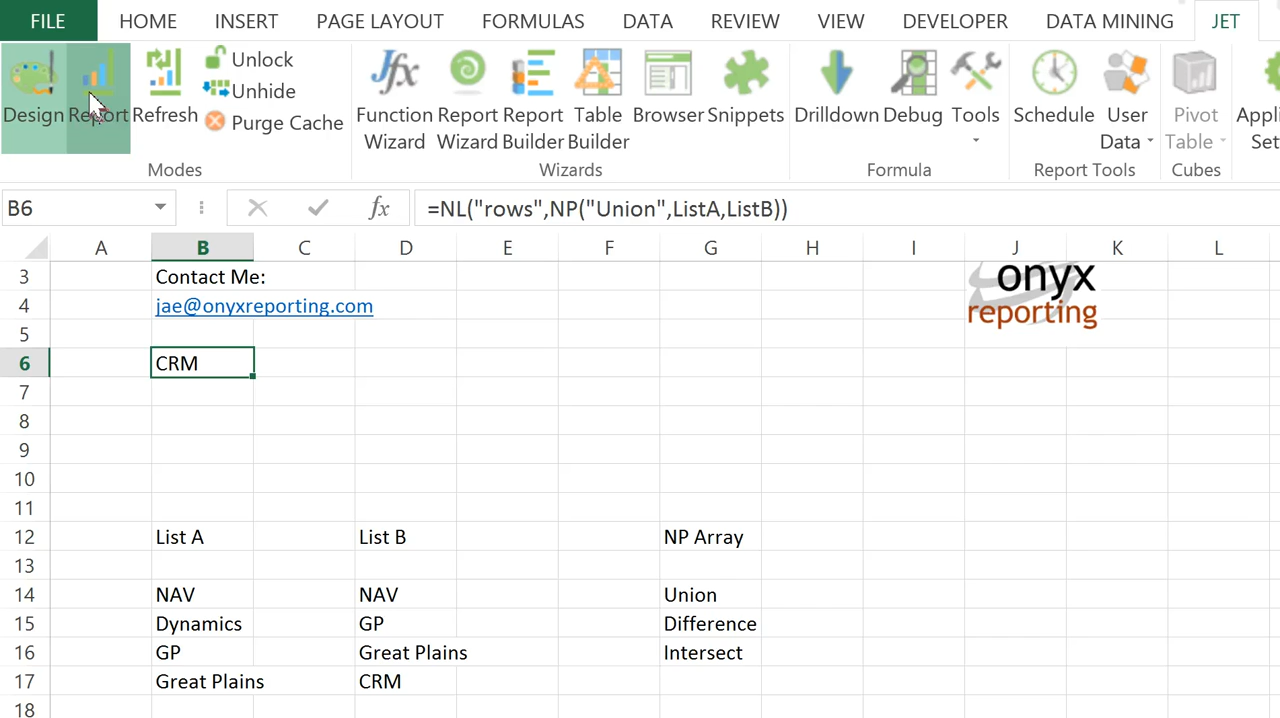 FILE HOME INSERT PAGE LAYOUT FORMULAS DATA REVIEW VIEW DEVELOPER DATA MINING JET
Design Report Refresh
Unlock
Unhide
Purge Cache
Modes
Function Wizard
Report Wizard
Report Builder
Table Builder
Browser
Snippets
Wizards
Drilldown
Debug
Tools
Formula
Schedule
User Data
Report Tools
Pivot Table
Cubes
B6 fx =NL("rows",NP("Union",ListA,ListB))
A B C D E F G H I J K L
3 Contact Me:
4 jae@onyxreporting.com
onyx
reporting
5
6 CRM
7
8
9
10
11
12 List A List B NP Array
13
14 NAV NAV Union
15 Dynamics GP Difference
16 GP Great Plains Intersect
17 Great Plains CRM
18